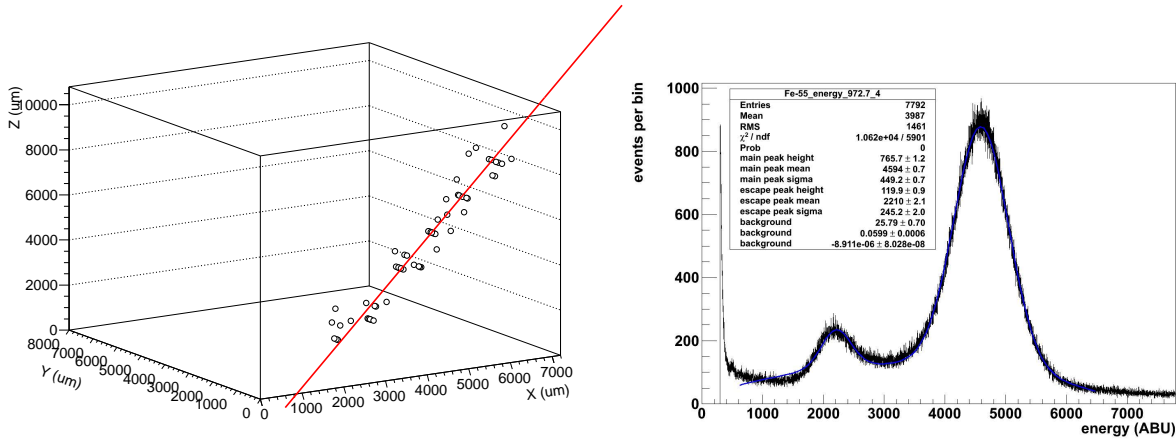 Z (um)
10000
8000
6000
4000
2000
0
8000
7000
6000
5000
4000
3000
2000
1000
0
Y (um)
0
1000
2000
3000
4000
5000
6000
7000
X (um)
events per bin
1000
800
600
400
200
0
Fe-55_energy_972.7_4
Entries 7792
Mean 3987
RMS 1461
χ² / ndf 1.062e+04 / 5901
Prob 0
main peak height 765.7 ± 1.2
main peak mean 4594 ± 0.7
main peak sigma 449.2 ± 0.7
escape peak height 119.9 ± 0.9
escape peak mean 2210 ± 2.1
escape peak sigma 245.2 ± 2.0
background 25.79 ± 0.70
background 0.0599 ± 0.0006
background -8.911e-06 ± 8.028e-08
0 1000 2000 3000 4000 5000 6000 7000
energy (ABU)